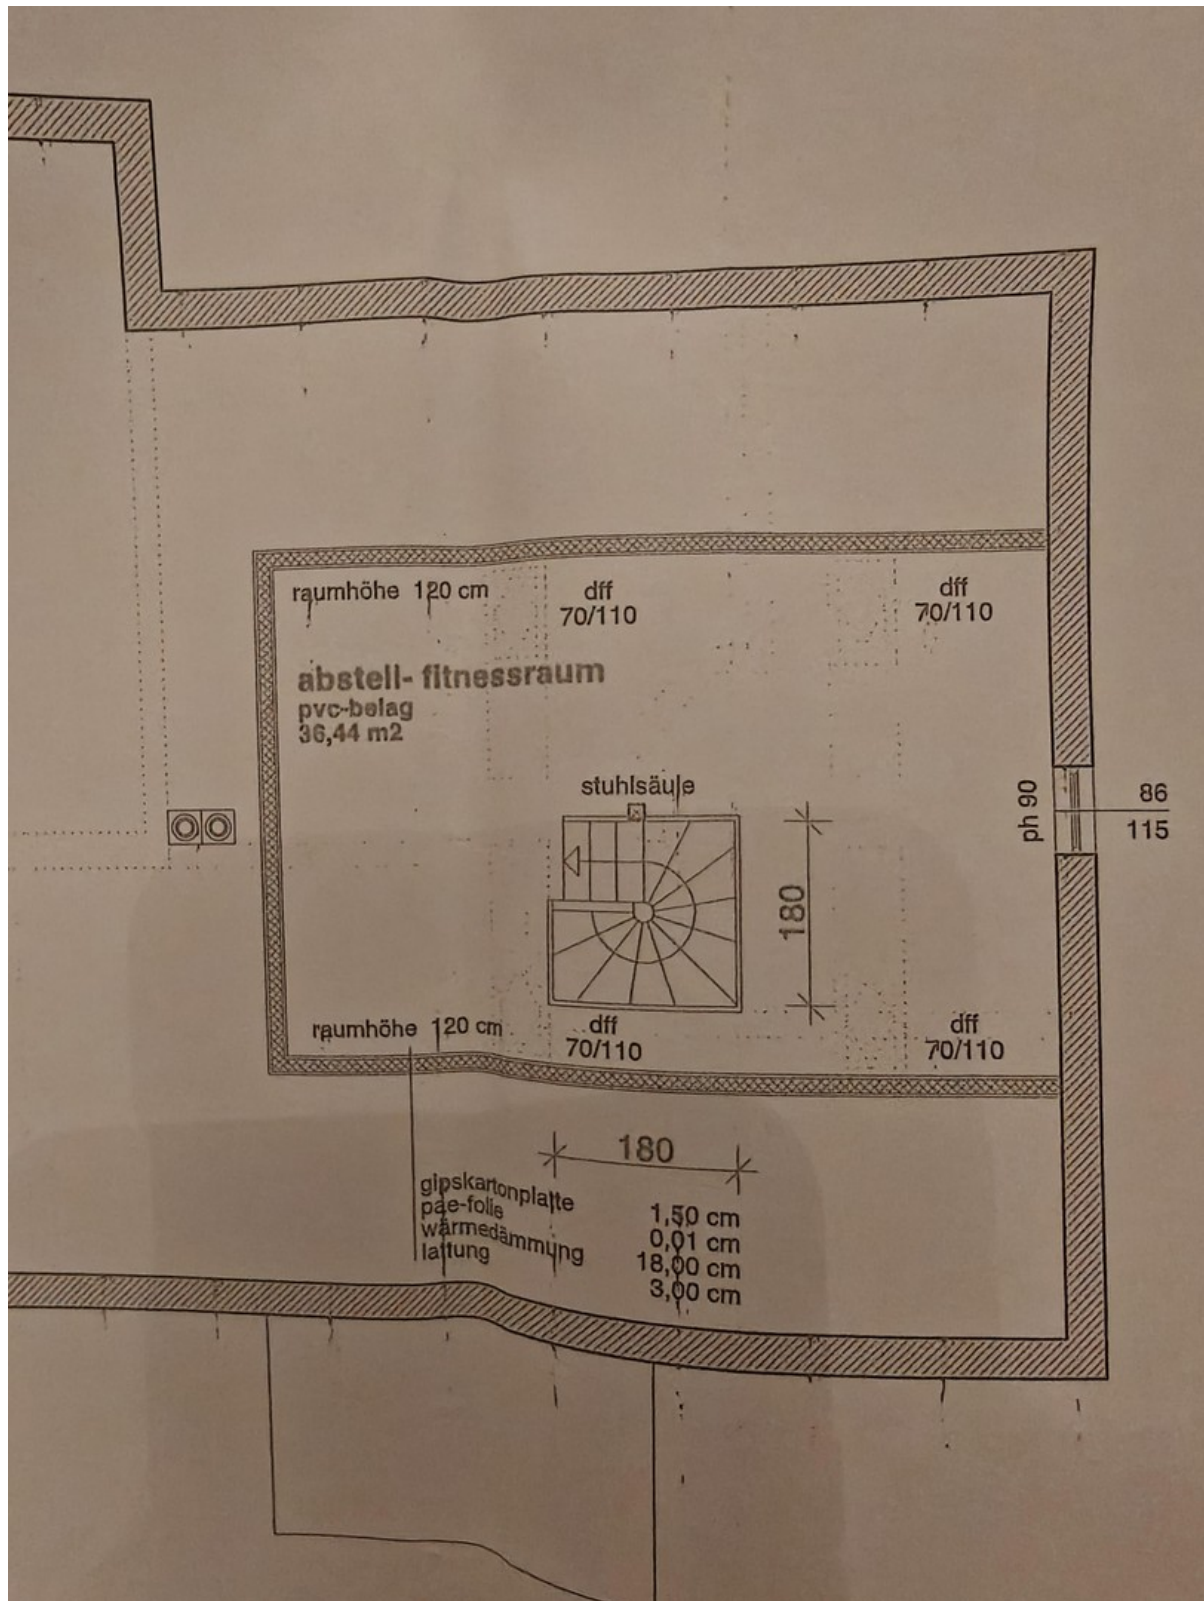 raumhöhe 120 cm
dff
70/110
dff
70/110
abstell- fitnessraum
pvc-belag
36,44 m2
stuhlsäule
ph 90
86
115
180
raumhöhe 120 cm
dff
70/110
dff
70/110
180
gipskartonplatte 1,50 cm
pae-folie 0,01 cm
wärmedämmung 18,00 cm
lattung 3,00 cm